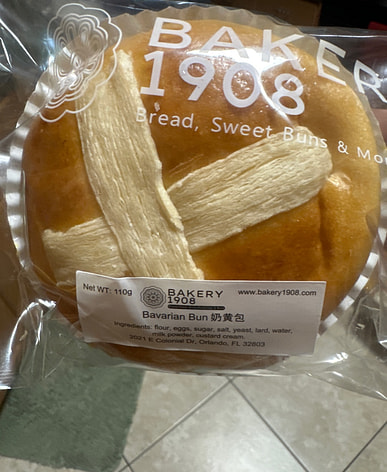 BAKER
1908
Bread, Sweet Buns & Mo
Net WT: 110g
BAKERY
1908
www.bakery1908.com
Bavarian Bun 奶黄包
Ingredients: flour, eggs, sugar, salt, yeast, lard, water,
milk powder, custard cream.
2021 E Colonial Dr, Orlando, FL 32803